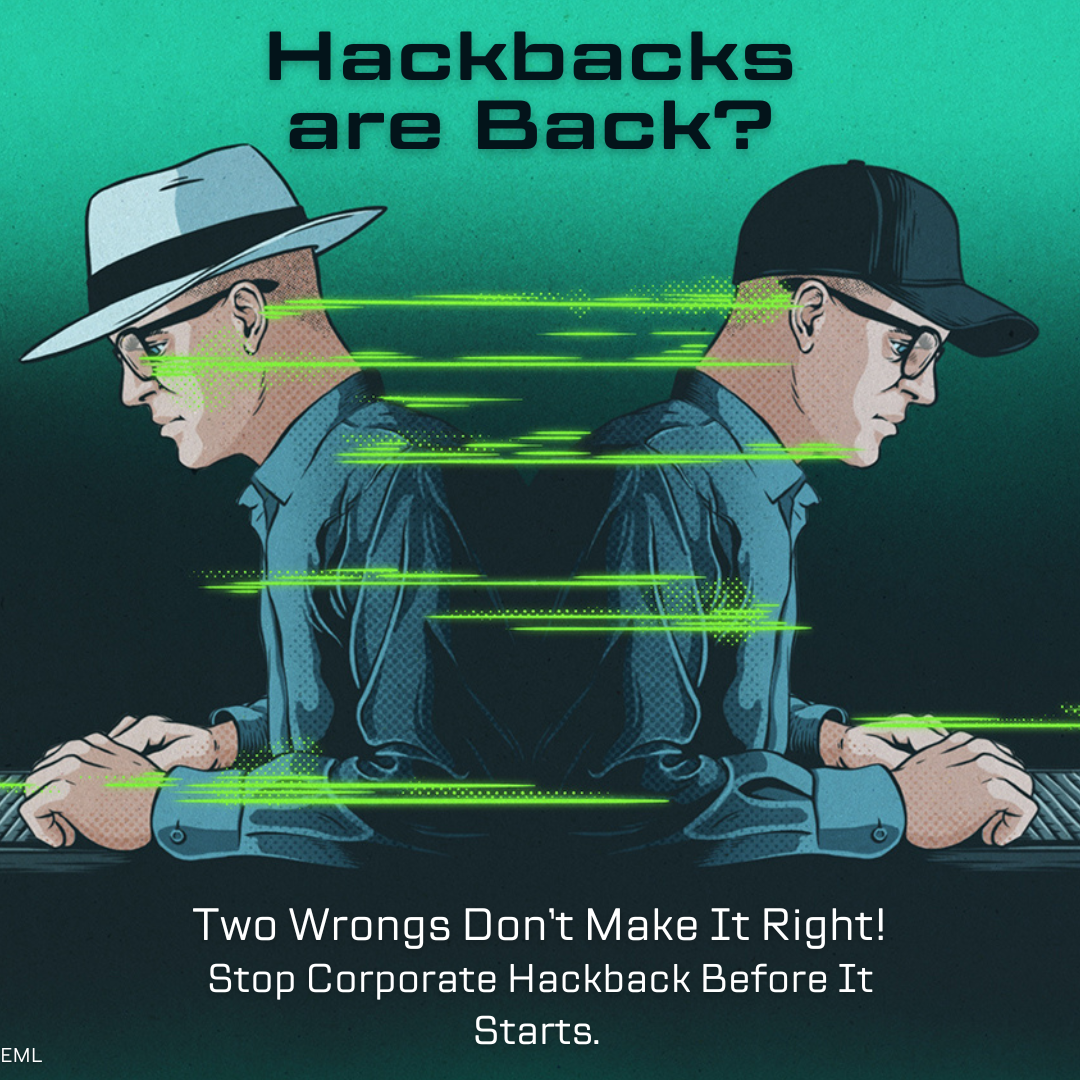 Hackbacks
are Back?
Two Wrongs Don't Make It Right!
Stop Corporate Hackback Before It
Starts.
EML